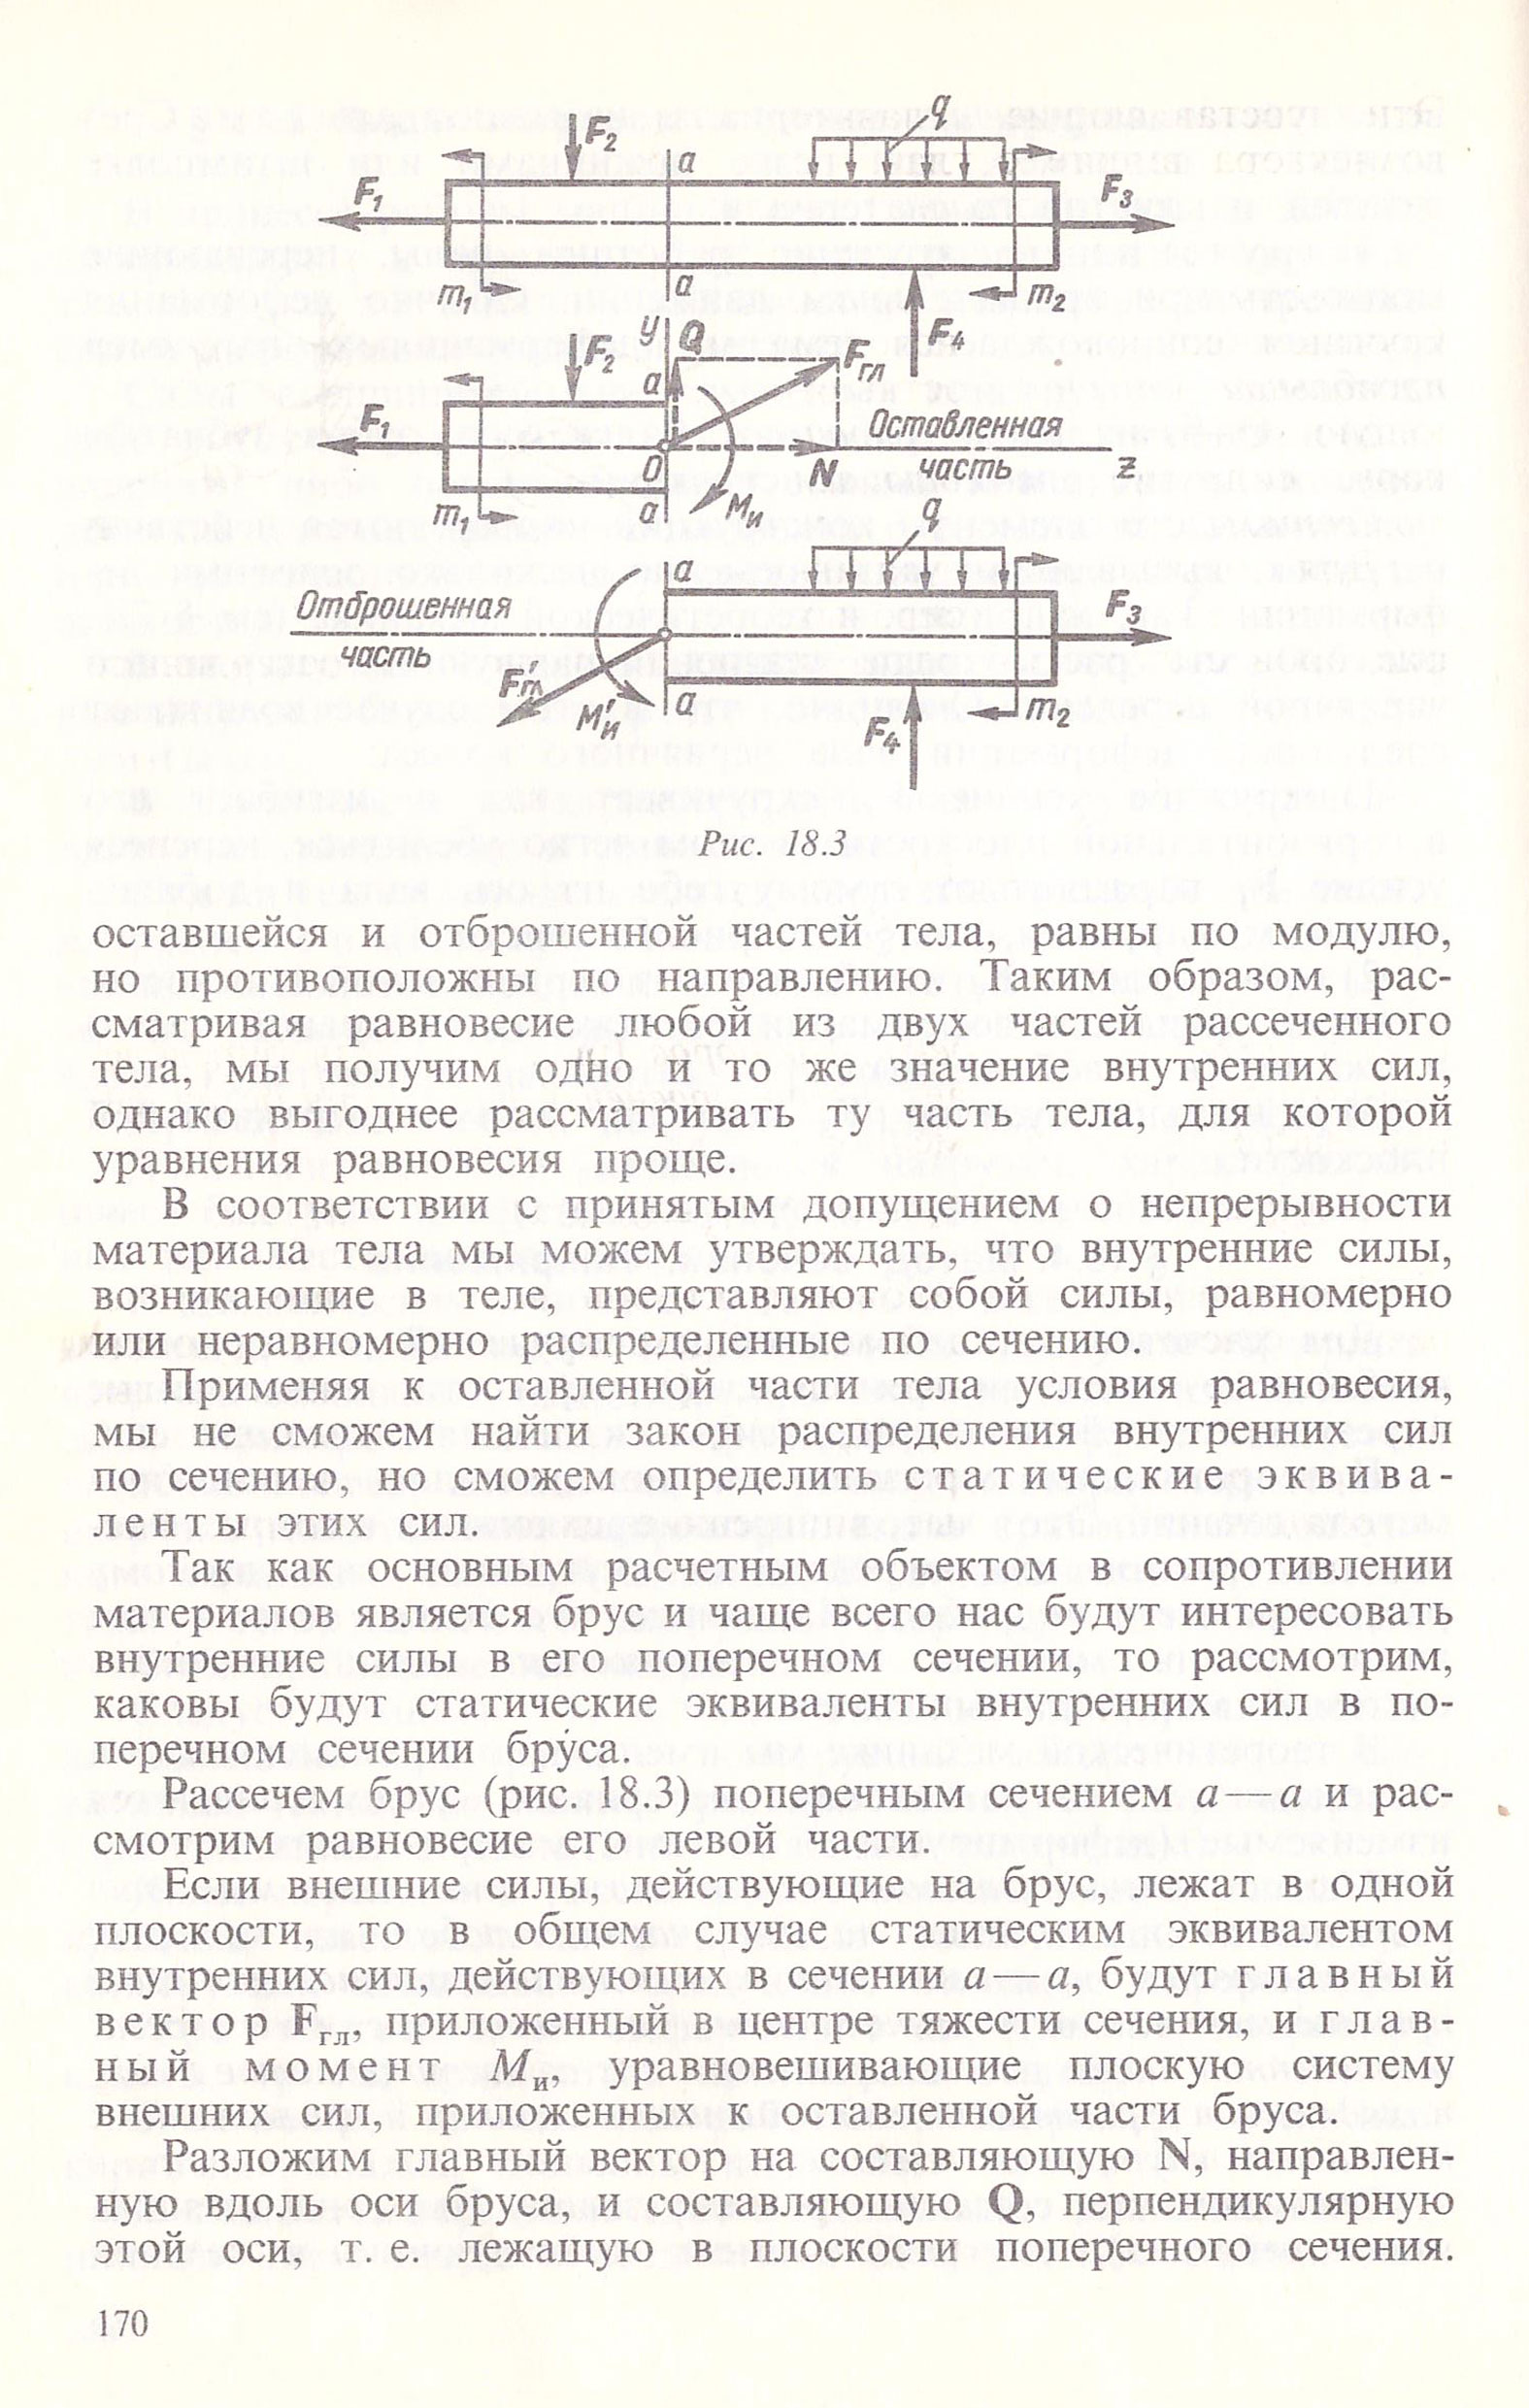 q
F₂ a
F₁ F₃
m₁ a m₂
y Q F₄
F₂ Fгл
a
F₁ Оставленная
O N часть z
m₁ a Mи
q
a
Отброшенная F₃
часть
F′гл
M′и a F₄ m₂
Рис. 18.3
оставшейся и отброшенной частей тела, равны по модулю,
но противоположны по направлению. Таким образом, рас-
сматривая равновесие любой из двух частей рассеченного
тела, мы получим одно и то же значение внутренних сил,
однако выгоднее рассматривать ту часть тела, для которой
уравнения равновесия проще.
В соответствии с принятым допущением о непрерывности
материала тела мы можем утверждать, что внутренние силы,
возникающие в теле, представляют собой силы, равномерно
или неравномерно распределенные по сечению.
Применяя к оставленной части тела условия равновесия,
мы не сможем найти закон распределения внутренних сил
по сечению, но сможем определить статические эквива-
ленты этих сил.
Так как основным расчетным объектом в сопротивлении
материалов является брус и чаще всего нас будут интересовать
внутренние силы в его поперечном сечении, то рассмотрим,
каковы будут статические эквиваленты внутренних сил в по-
перечном сечении бруса.
Рассечем брус (рис. 18.3) поперечным сечением a — a и рас-
смотрим равновесие его левой части.
Если внешние силы, действующие на брус, лежат в одной
плоскости, то в общем случае статическим эквивалентом
внутренних сил, действующих в сечении a — a, будут главный
вектор Fгл, приложенный в центре тяжести сечения, и глав-
ный момент Mи, уравновешивающие плоскую систему
внешних сил, приложенных к оставленной части бруса.
Разложим главный вектор на составляющую N, направлен-
ную вдоль оси бруса, и составляющую Q, перпендикулярную
этой оси, т. е. лежащую в плоскости поперечного сечения.
170